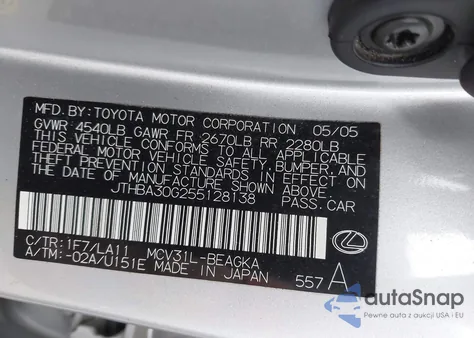 MFD.BY:TOYOTA MOTOR CORPORATION 05/05
GVWR 4540LB GAWR FR 2670LB RR 2280LB
THIS VEHICLE CONFORMS TO ALL APPLICABLE
FEDERAL MOTOR VEHICLE SAFETY,BUMPER,AND
THEFT PREVENTION STANDARDS IN EFFECT ON
THE DATE OF MANUFACTURE SHOWN ABOVE.
JTHBA30G255128138 PASS.CAR
C/TR:1F7/LA11 MCV31L-BEAGKA
A/TM:-02A/U151E MADE IN JAPAN 557 A
autoSnap
Pewne auta z aukcji USA i EU